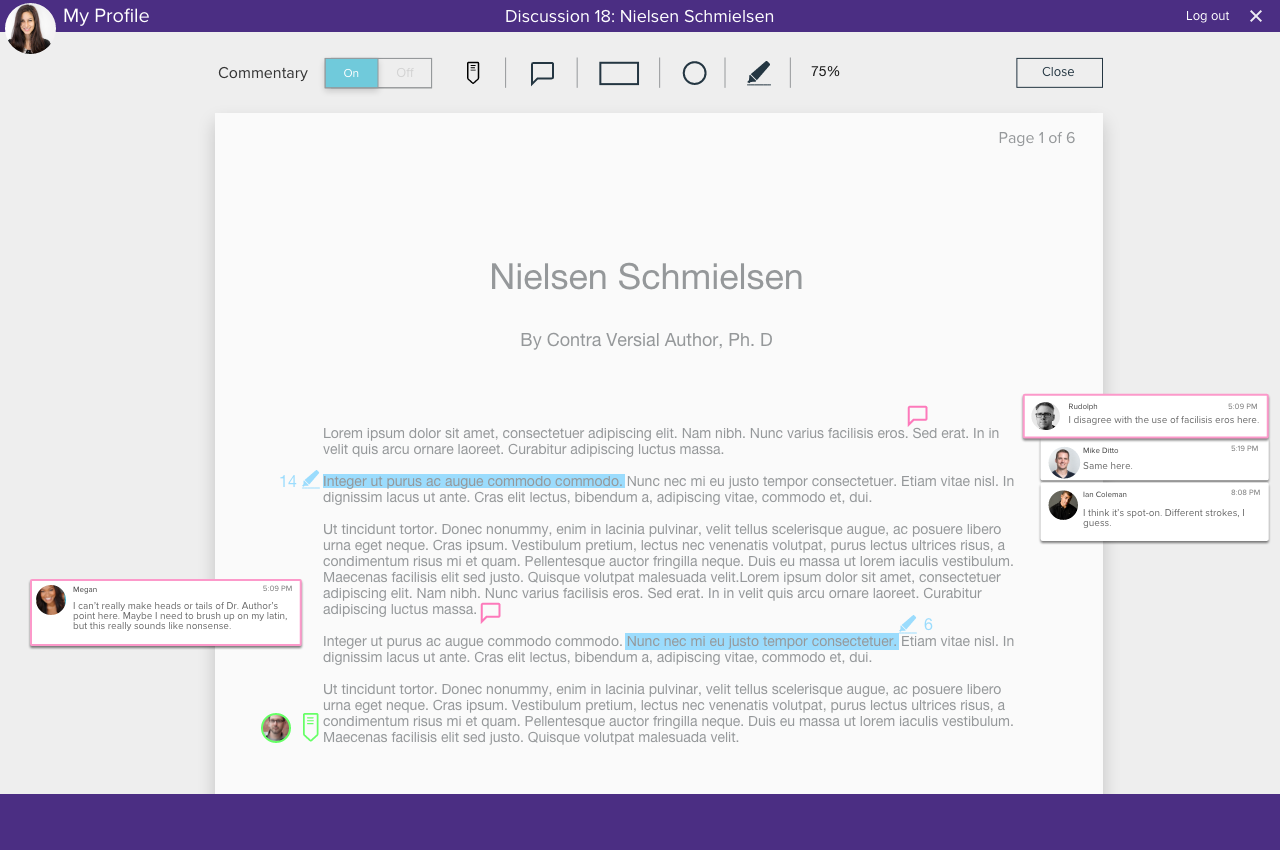 My Profile
Discussion 18: Nielsen Schmielsen
Log out
Commentary
On
Off
75%
Close
Page 1 of 6
Nielsen Schmielsen
By Contra Versial Author, Ph. D
Lorem ipsum dolor sit amet, consectetuer adipiscing elit. Nam nibh. Nunc varius facilisis eros. Sed erat. In in
velit quis arcu ornare laoreet. Curabitur adipiscing luctus massa.
14
Integer ut purus ac augue commodo commodo. Nunc nec mi eu justo tempor consectetuer. Etiam vitae nisl. In
dignissim lacus ut ante. Cras elit lectus, bibendum a, adipiscing vitae, commodo et, dui.
Ut tincidunt tortor. Donec nonummy, enim in lacinia pulvinar, velit tellus scelerisque augue, ac posuere libero
urna eget neque. Cras ipsum. Vestibulum pretium, lectus nec venenatis volutpat, purus lectus ultrices risus, a
condimentum risus mi et quam. Pellentesque auctor fringilla neque. Duis eu massa ut lorem iaculis vestibulum.
Maecenas facilisis elit sed justo. Quisque volutpat malesuada velit.Lorem ipsum dolor sit amet, consectetuer
adipiscing elit. Nam nibh. Nunc varius facilisis eros. Sed erat. In in velit quis arcu ornare laoreet. Curabitur
adipiscing luctus massa.
6
Integer ut purus ac augue commodo commodo. Nunc nec mi eu justo tempor consectetuer. Etiam vitae nisl. In
dignissim lacus ut ante. Cras elit lectus, bibendum a, adipiscing vitae, commodo et, dui.
Ut tincidunt tortor. Donec nonummy, enim in lacinia pulvinar, velit tellus scelerisque augue, ac posuere libero
urna eget neque. Cras ipsum. Vestibulum pretium, lectus nec venenatis volutpat, purus lectus ultrices risus, a
condimentum risus mi et quam. Pellentesque auctor fringilla neque. Duis eu massa ut lorem iaculis vestibulum.
Maecenas facilisis elit sed justo. Quisque volutpat malesuada velit.
Rudolph
5:09 PM
I disagree with the use of facilisis eros here.
Mike Ditto
5:19 PM
Same here.
Ian Coleman
8:08 PM
I think it's spot-on. Different strokes, I
guess.
Megan
5:09 PM
I can't really make heads or tails of Dr. Author's
point here. Maybe I need to brush up on my latin,
but this really sounds like nonsense.